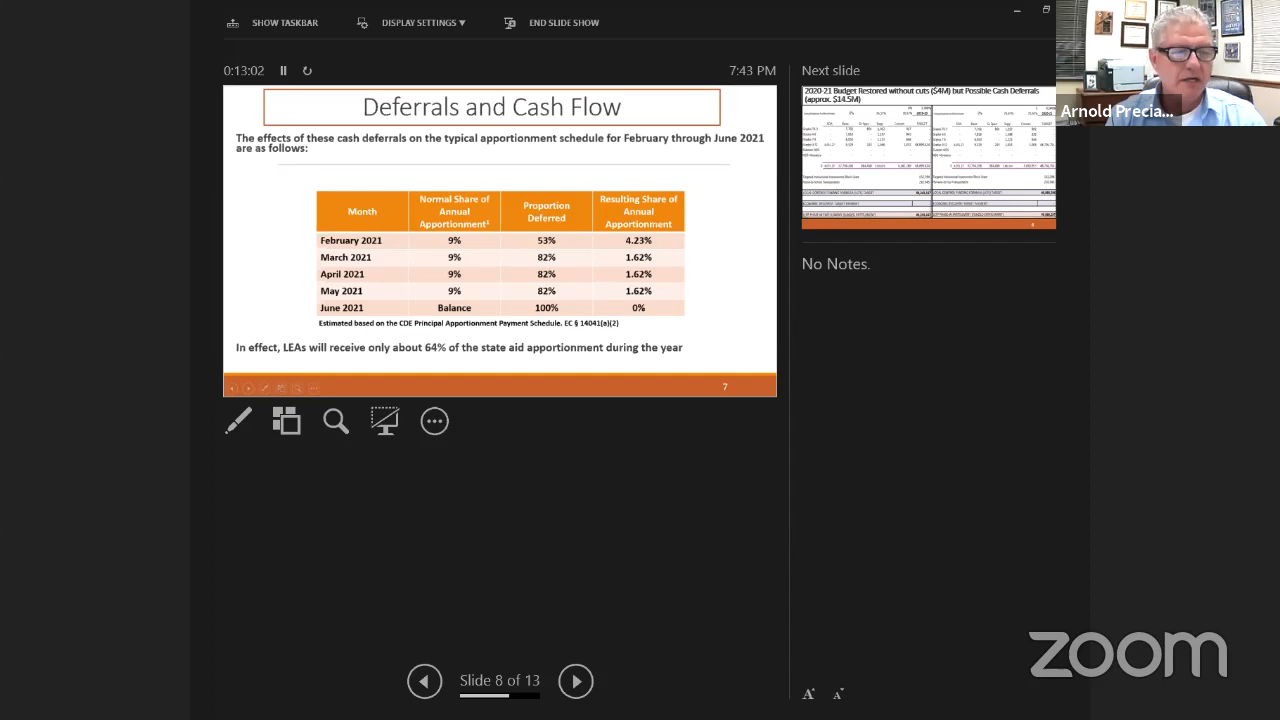 SHOW TASKBAR
DISPLAY SETTINGS ▼
END SLIDE SHOW
0:13:02
7:43 PM
Deferrals and Cash Flow
The effects of these cash deferrals on the typical apportionment schedule for February through June 2021
are as follows:
Month
Normal Share of
Annual
Apportionment¹
Proportion
Deferred
Resulting Share of
Annual
Apportionment
February 2021 9% 53% 4.23%
March 2021 9% 82% 1.62%
April 2021 9% 82% 1.62%
May 2021 9% 82% 1.62%
June 2021 Balance 100% 0%
Estimated based on the CDE Principal Apportionment Payment Schedule. EC § 14041(a)(2)
In effect, LEAs will receive only about 64% of the state aid apportionment during the year
7
Slide 8 of 13
Next slide
2020-21 Budget Restored without cuts ($4M) but Possible Cash Deferrals
(approx. $14.5M)
No Notes.
Arnold Precia...
zoom